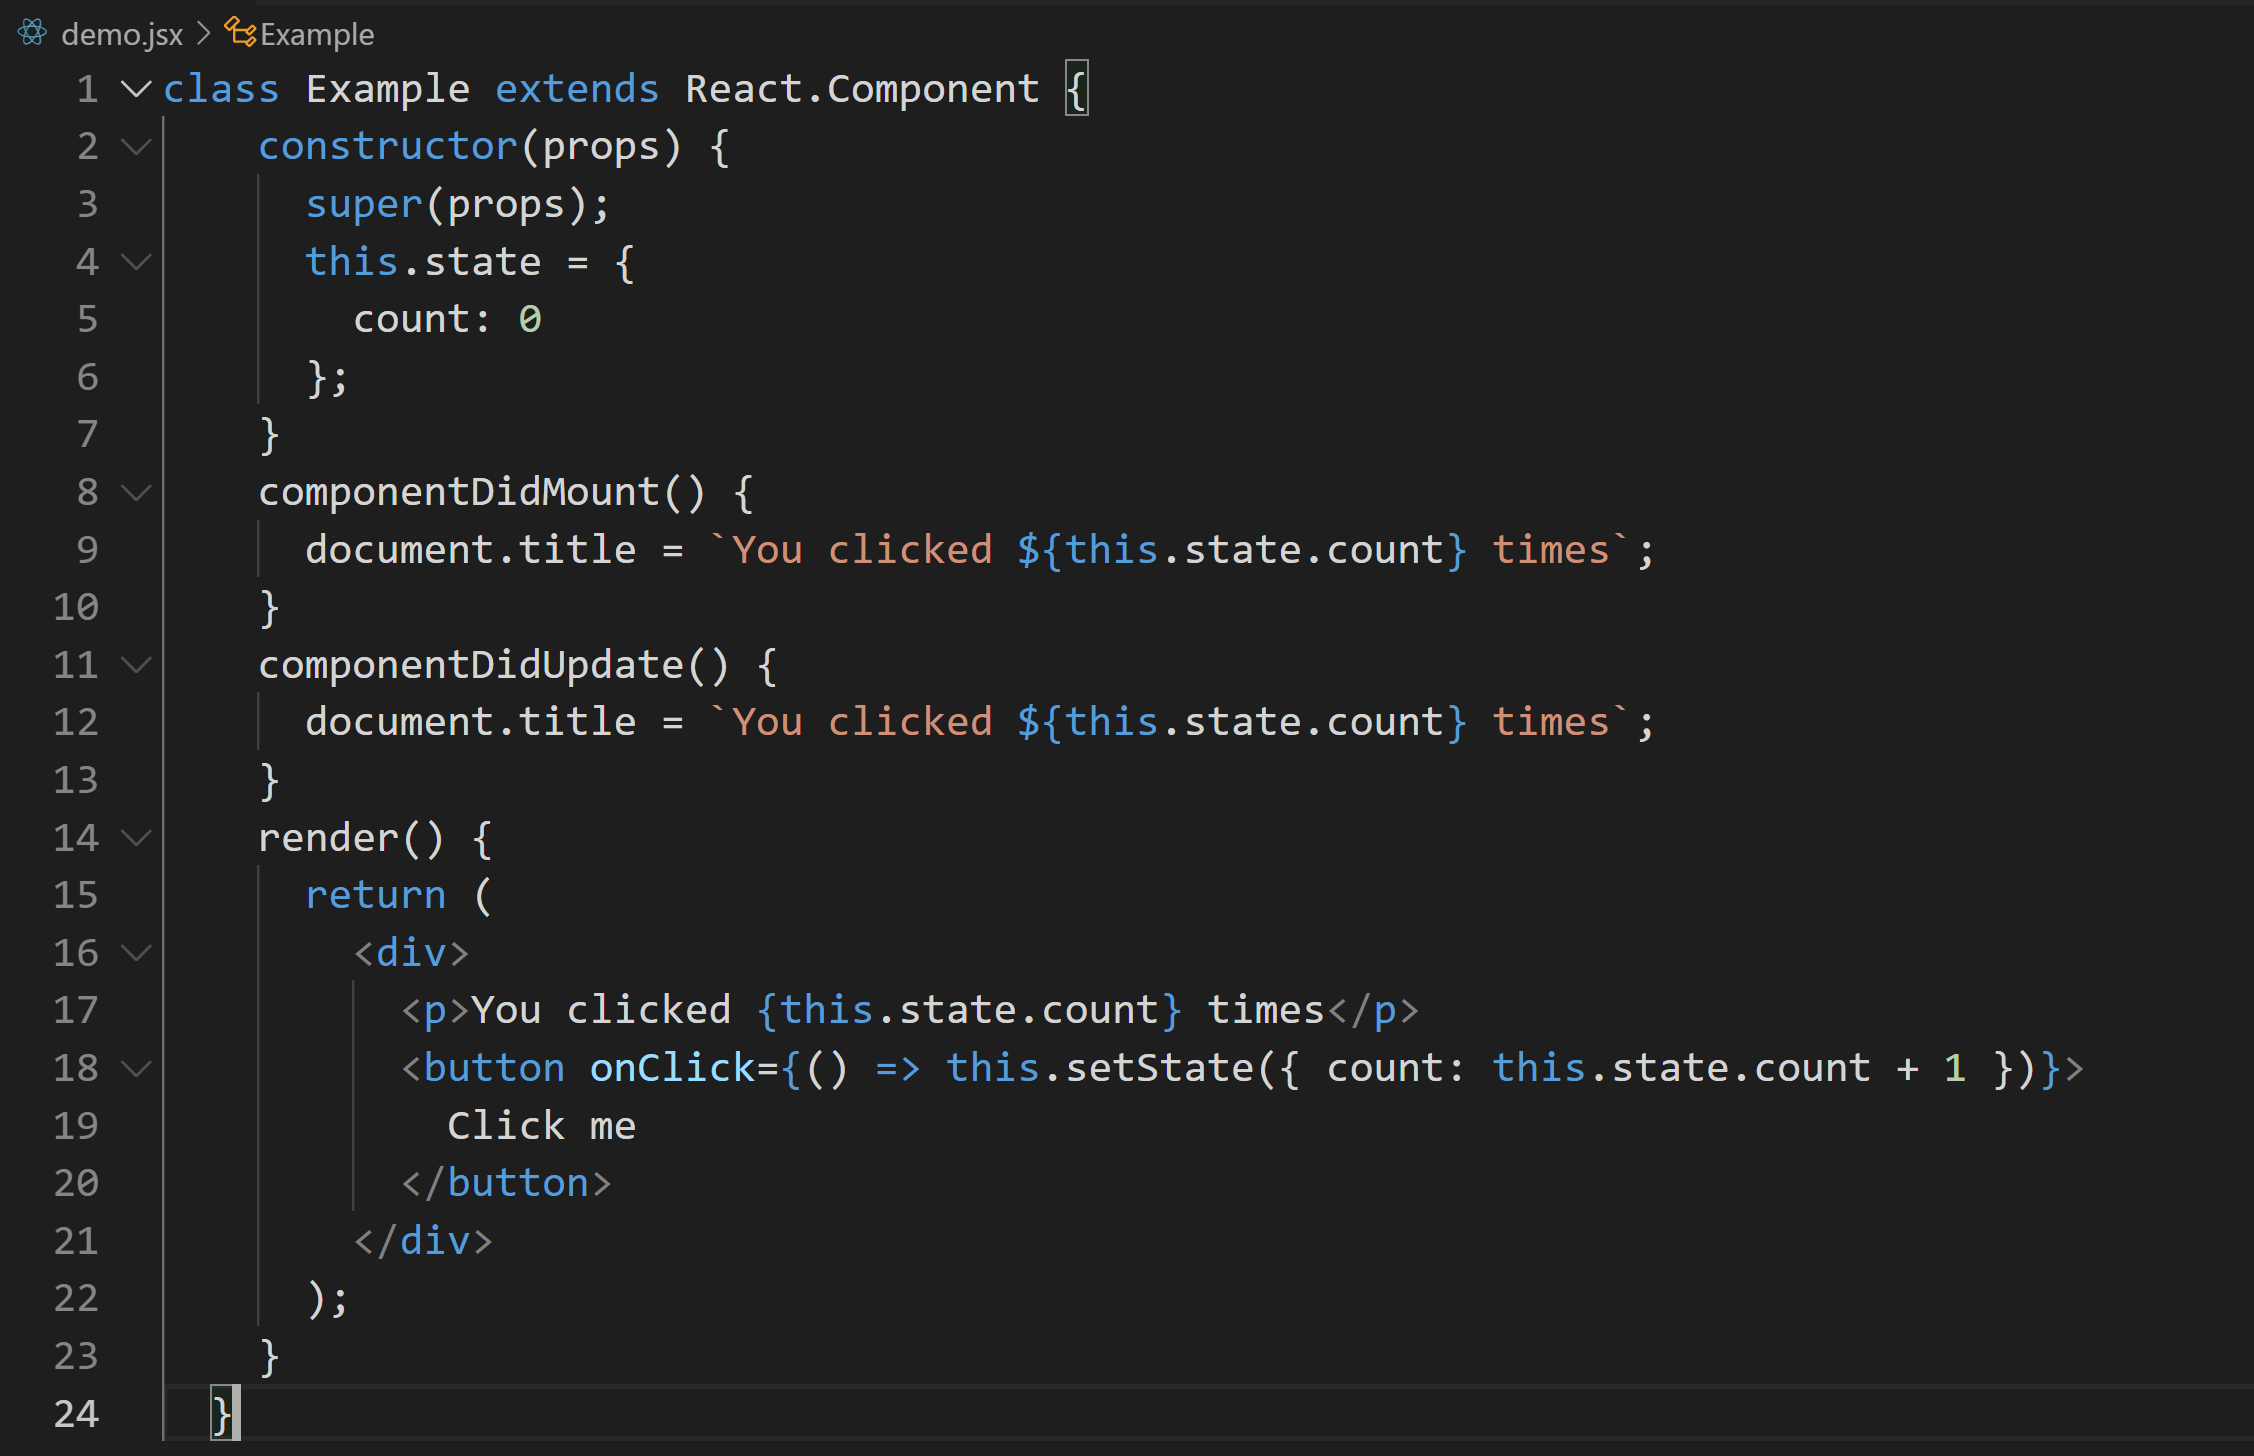 demo.jsx > Example
1 class Example extends React.Component {
2     constructor(props) {
3       super(props);
4       this.state = {
5         count: 0
6       };
7     }
8     componentDidMount() {
9       document.title = `You clicked ${this.state.count} times`;
10     }
11     componentDidUpdate() {
12       document.title = `You clicked ${this.state.count} times`;
13     }
14     render() {
15       return (
16         <div>
17           <p>You clicked {this.state.count} times</p>
18           <button onClick={() => this.setState({ count: this.state.count + 1 })}>
19             Click me
20           </button>
21         </div>
22       );
23     }
24   }